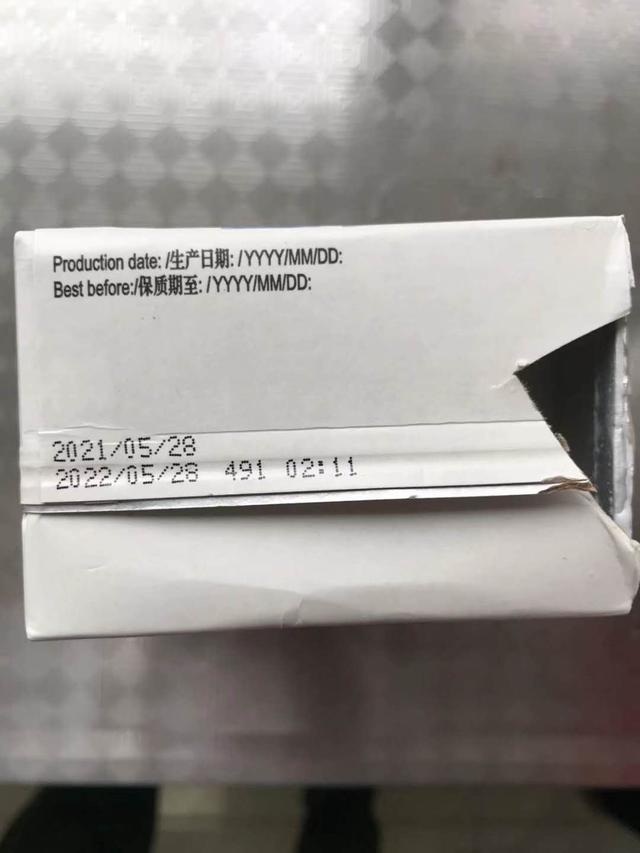 Production date: /生产日期: /YYYY/MM/DD:
Best before:/保质期至: /YYYY/MM/DD:
2021/05/28
2022/05/28 491 02:11